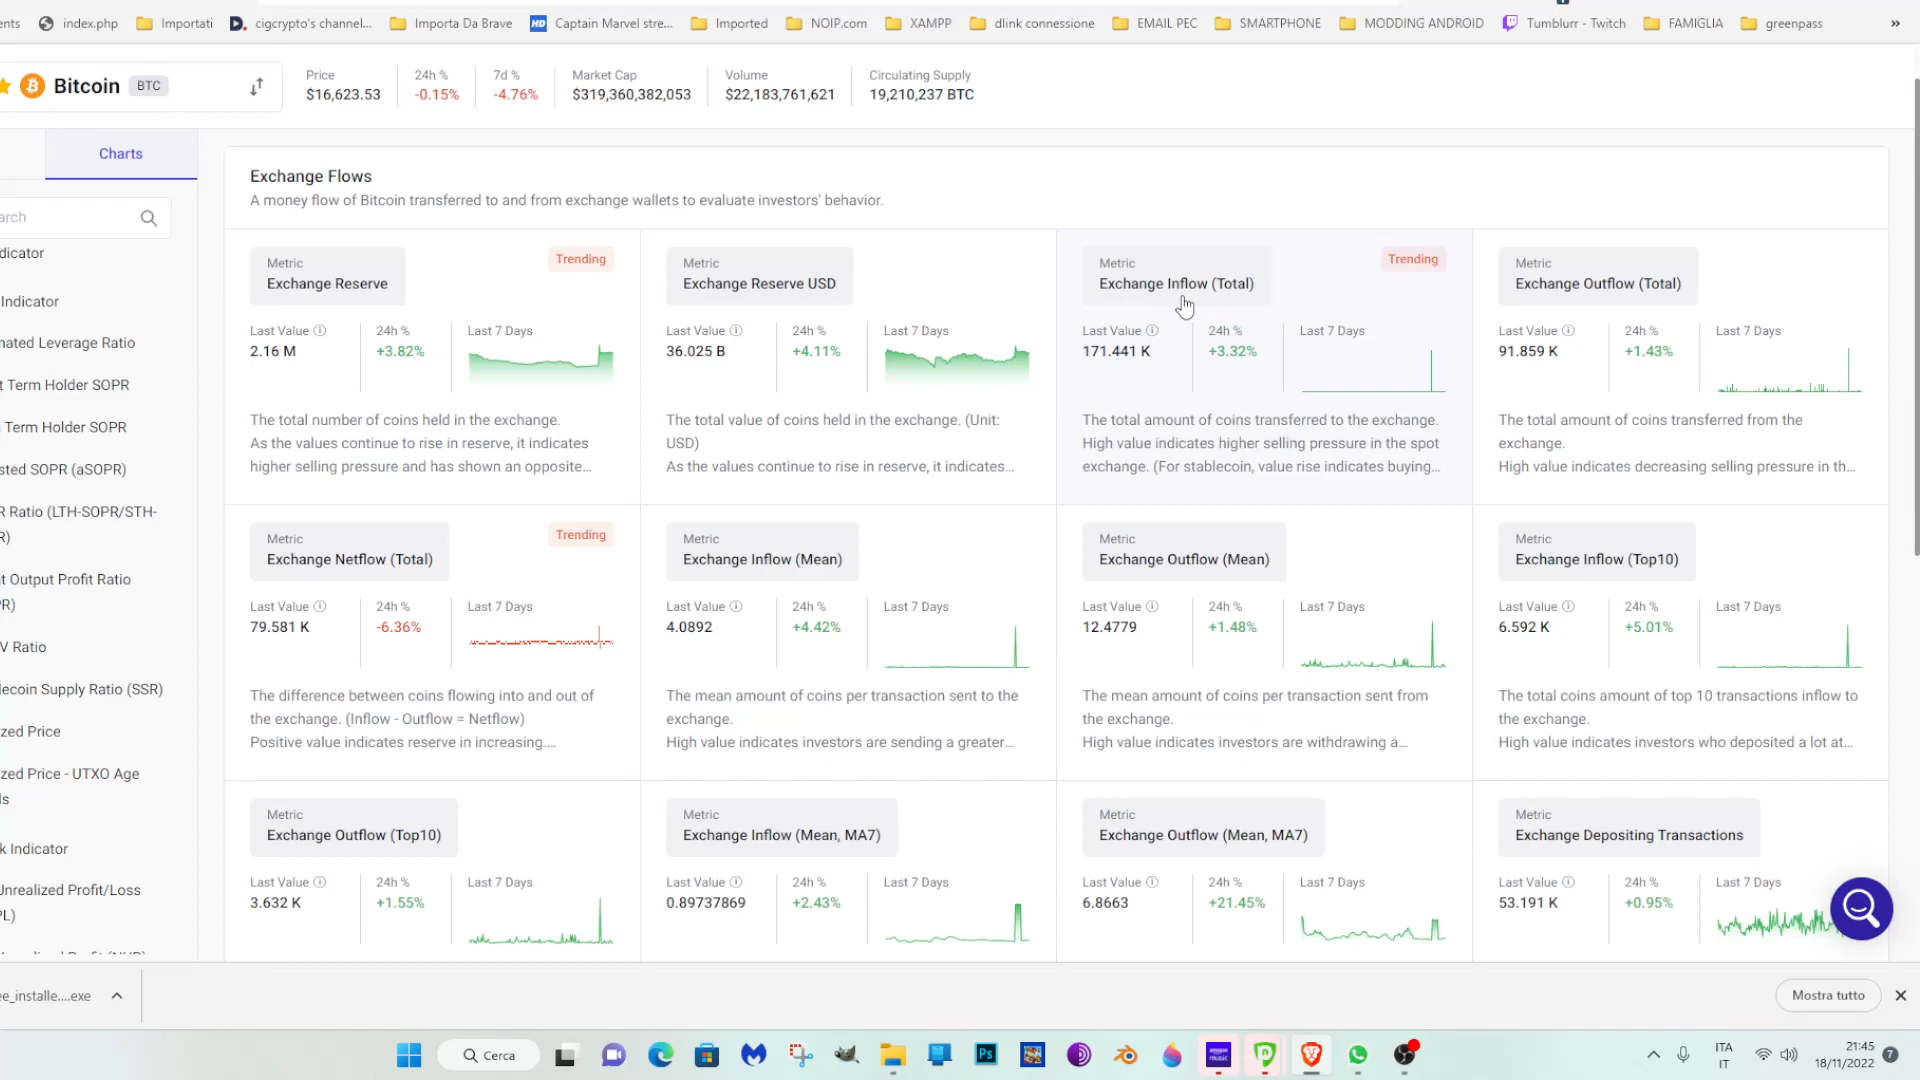 ents
index.php
Importati
cigcrypto's channel...
Importa Da Brave
Captain Marvel stre...
Imported
NOIP.com
XAMPP
dlink connessione
EMAIL PEC
SMARTPHONE
MODDING ANDROID
Tumblurr - Twitch
FAMIGLIA
greenpass
»
Bitcoin
BTC
Price
$16,623.53
24h %
-0.15%
7d %
-4.76%
Market Cap
$319,360,382,053
Volume
$22,183,761,621
Circulating Supply
19,210,237 BTC
Charts
arch
dicator
Indicator
nated Leverage Ratio
t Term Holder SOPR
Term Holder SOPR
sted SOPR (aSOPR)
R Ratio (LTH-SOPR/STH-
R)
t Output Profit Ratio
PR)
V Ratio
lecoin Supply Ratio (SSR)
zed Price
zed Price - UTXO Age
ls
k Indicator
Unrealized Profit/Loss
PL)
Exchange Flows
A money flow of Bitcoin transferred to and from exchange wallets to evaluate investors' behavior.
Metric
Exchange Reserve
Trending
Last Value
2.16 M
24h %
+3.82%
Last 7 Days
The total number of coins held in the exchange.
As the values continue to rise in reserve, it indicates
higher selling pressure and has shown an opposite...
Metric
Exchange Reserve USD
Last Value
36.025 B
24h %
+4.11%
Last 7 Days
The total value of coins held in the exchange. (Unit:
USD)
As the values continue to rise in reserve, it indicates...
Metric
Exchange Inflow (Total)
Trending
Last Value
171.441 K
24h %
+3.32%
Last 7 Days
The total amount of coins transferred to the exchange.
High value indicates higher selling pressure in the spot
exchange. (For stablecoin, value rise indicates buying...
Metric
Exchange Outflow (Total)
Last Value
91.859 K
24h %
+1.43%
Last 7 Days
The total amount of coins transferred from the
exchange.
High value indicates decreasing selling pressure in th...
Metric
Exchange Netflow (Total)
Trending
Last Value
79.581 K
24h %
-6.36%
Last 7 Days
The difference between coins flowing into and out of
the exchange. (Inflow - Outflow = Netflow)
Positive value indicates reserve in increasing....
Metric
Exchange Inflow (Mean)
Last Value
4.0892
24h %
+4.42%
Last 7 Days
The mean amount of coins per transaction sent to the
exchange.
High value indicates investors are sending a greater...
Metric
Exchange Outflow (Mean)
Last Value
12.4779
24h %
+1.48%
Last 7 Days
The mean amount of coins per transaction sent from
the exchange.
High value indicates investors are withdrawing a...
Metric
Exchange Inflow (Top10)
Last Value
6.592 K
24h %
+5.01%
Last 7 Days
The total coins amount of top 10 transactions inflow to
the exchange.
High value indicates investors who deposited a lot at...
Metric
Exchange Outflow (Top10)
Last Value
3.632 K
24h %
+1.55%
Last 7 Days
Metric
Exchange Inflow (Mean, MA7)
Last Value
0.89737869
24h %
+2.43%
Last 7 Days
Metric
Exchange Outflow (Mean, MA7)
Last Value
6.8663
24h %
+21.45%
Last 7 Days
Metric
Exchange Depositing Transactions
Last Value
53.191 K
24h %
+0.95%
Last 7 Days
ee_installe....exe
Mostra tutto
Cerca
Ps
ITA
IT
21:45
18/11/2022
7